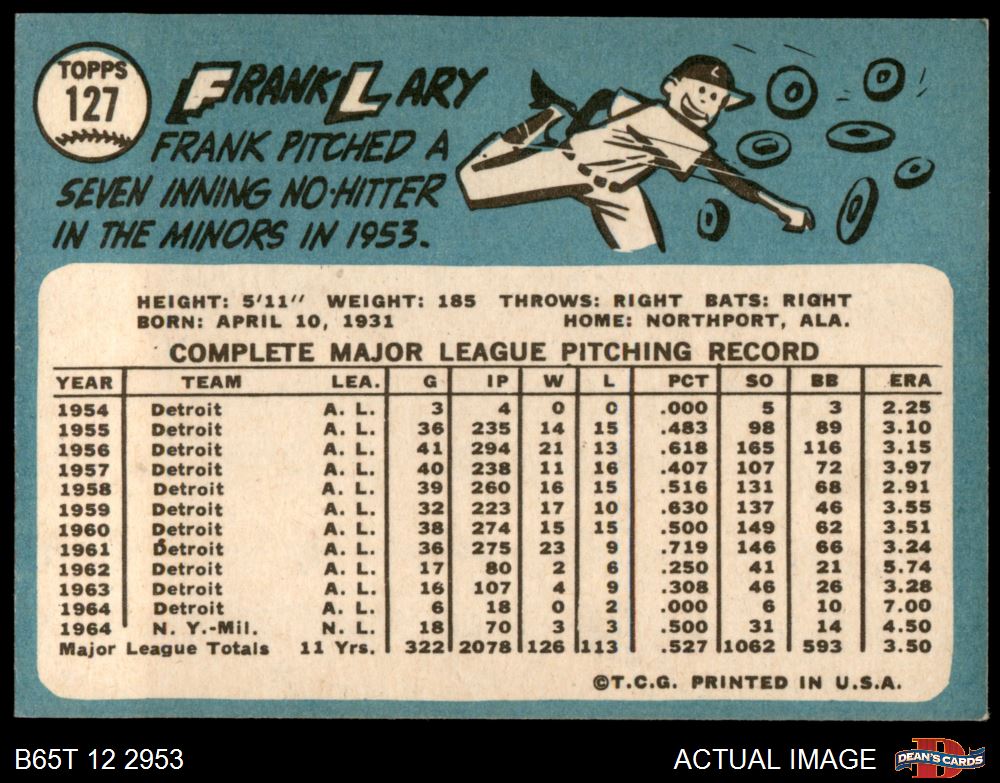 TOPPS
127
FRANK LARY
FRANK PITCHED A
SEVEN INNING NO-HITTER
IN THE MINORS IN 1953.
HEIGHT: 5'11" WEIGHT: 185 THROWS: RIGHT BATS: RIGHT
BORN: APRIL 10, 1931 HOME: NORTHPORT, ALA.
COMPLETE MAJOR LEAGUE PITCHING RECORD
YEAR TEAM LEA. G IP W L PCT SO BB ERA
1954 Detroit A. L. 3 4 0 0 .000 5 3 2.25
1955 Detroit A. L. 36 235 14 15 .483 98 89 3.10
1956 Detroit A. L. 41 294 21 13 .618 165 116 3.15
1957 Detroit A. L. 40 238 11 16 .407 107 72 3.97
1958 Detroit A. L. 39 260 16 15 .516 131 68 2.91
1959 Detroit A. L. 32 223 17 10 .630 137 46 3.55
1960 Detroit A. L. 38 274 15 15 .500 149 62 3.51
1961 Detroit A. L. 36 275 23 9 .719 146 66 3.24
1962 Detroit A. L. 17 80 2 6 .250 41 21 5.74
1963 Detroit A. L. 16 107 4 9 .308 46 26 3.28
1964 Detroit A. L. 6 18 0 2 .000 6 10 7.00
1964 N. Y.-Mil. N. L. 18 70 3 3 .500 31 14 4.50
Major League Totals 11 Yrs. 322 2078 126 113 .527 1062 593 3.50
©T.C.G. PRINTED IN U.S.A.
B65T 12 2953 ACTUAL IMAGE DEAN'S CARDS